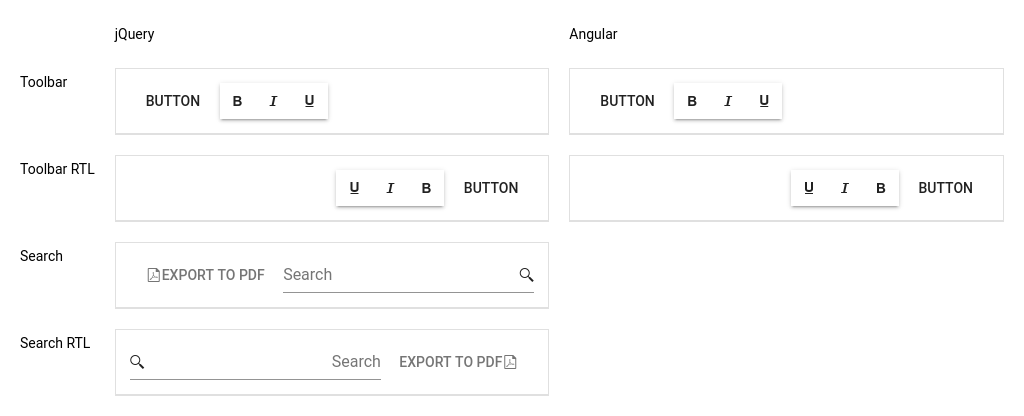 jQuery Angular
Toolbar BUTTON B I U BUTTON B I U
Toolbar RTL U I B BUTTON U I B BUTTON
Search EXPORT TO PDF Search
Search RTL Search EXPORT TO PDF